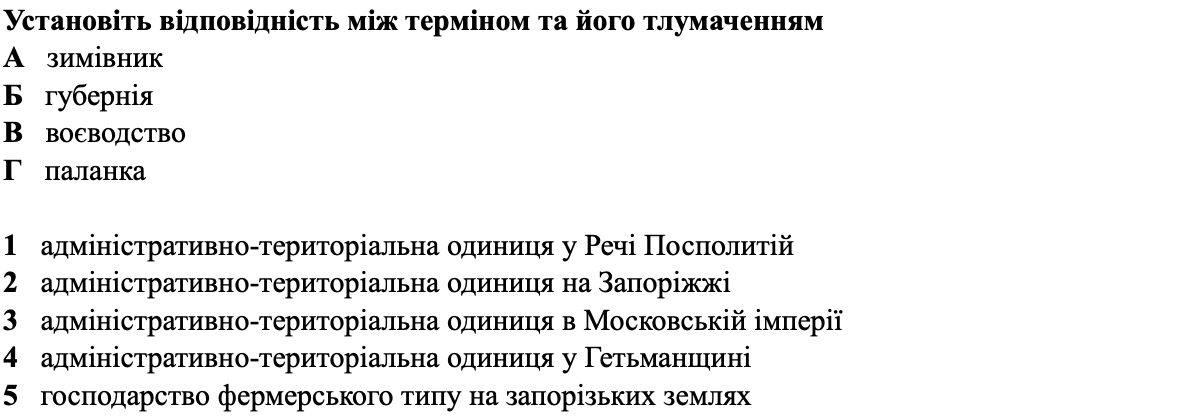 Установіть відповідність між терміном та його тлумаченням
А зимівник
Б губернія
В воєводство
Г паланка
1 адміністративно-територіальна одиниця у Речі Посполитій
2 адміністративно-територіальна одиниця на Запоріжжі
3 адміністративно-територіальна одиниця в Московській імперії
4 адміністративно-територіальна одиниця у Гетьманщині
5 господарство фермерського типу на запорізьких землях